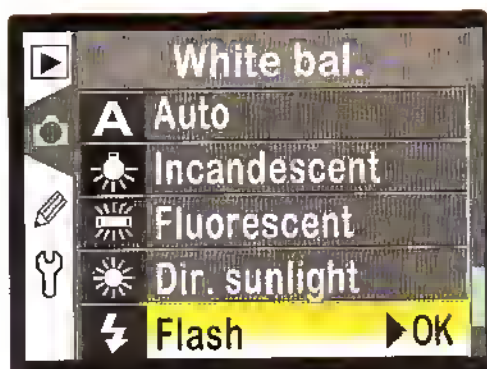 White bal.
A Auto
Incandescent
Fluorescent
Dir. sunlight
Flash ▶OK